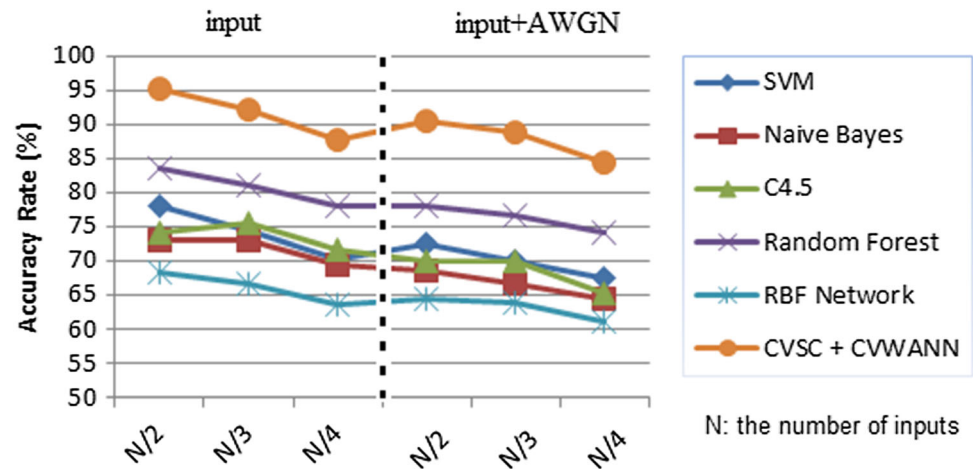 input
input+AWGN
100
95
90
85
80
75
70
65
60
55
50
Accuracy Rate (%)
N/2
N/3
N/4
N/2
N/3
N/4
SVM
Naive Bayes
C4.5
Random Forest
RBF Network
CVSC + CVWANN
N: the number of inputs